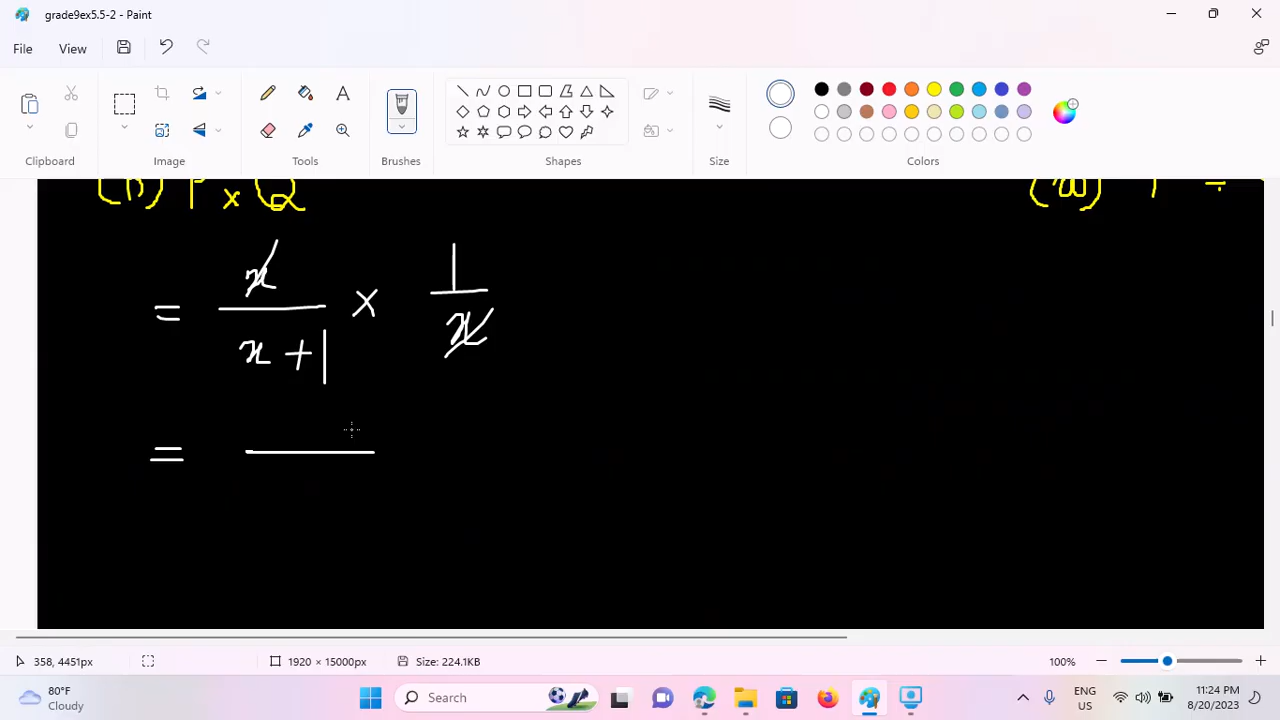 grade9ex5.5-2 - Paint
File View
Clipboard Image Tools Brushes Shapes Size Colors
(ii) P × Q (iii) P ÷
= x/(x + 1) × 1/x
=
358, 4451px 1920 × 15000px Size: 224.1KB 100%
80°F Search ENG 11:24 PM
Cloudy US 8/20/2023